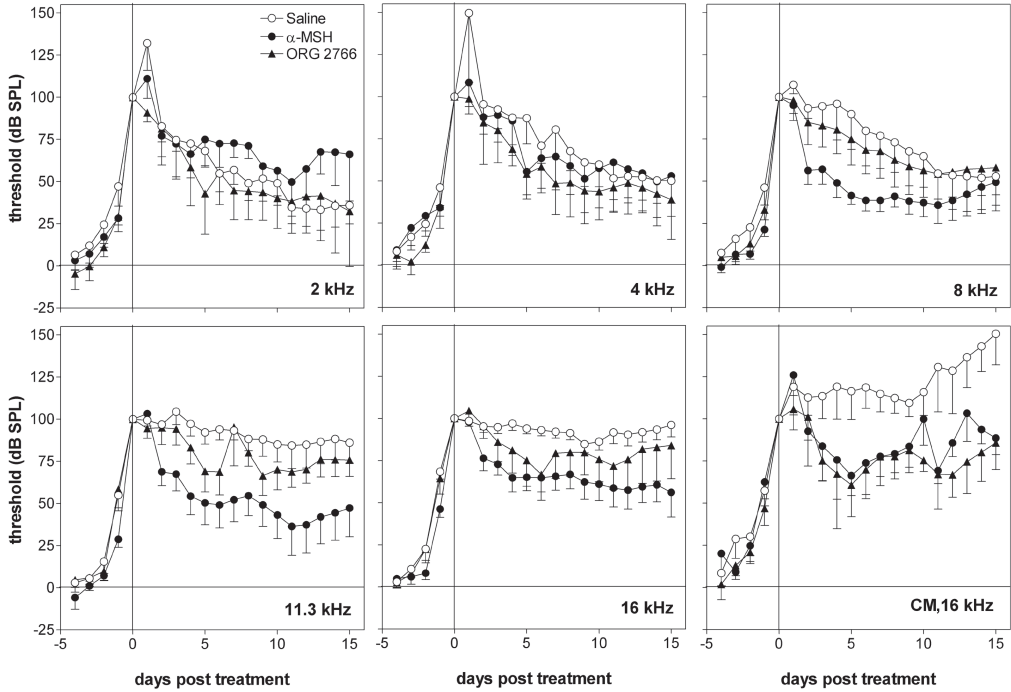 Saline
α-MSH
ORG 2766
threshold (dB SPL)
150
125
100
75
50
25
0
-25
2 kHz
4 kHz
8 kHz
threshold (dB SPL)
150
125
100
75
50
25
0
-25
11.3 kHz
16 kHz
CM,16 kHz
-5 0 5 10 15
-5 0 5 10 15
-5 0 5 10 15
days post treatment
days post treatment
days post treatment